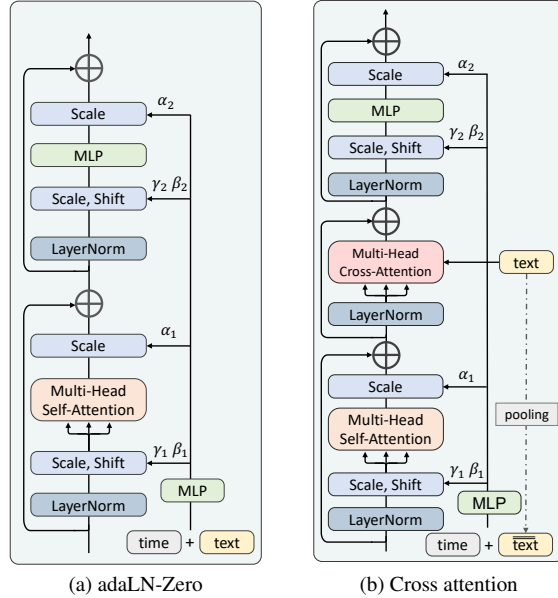 Scale
α₂
MLP
Scale, Shift
γ₂ β₂
LayerNorm
Scale
α₁
Multi-Head
Self-Attention
Scale, Shift
γ₁ β₁
MLP
LayerNorm
time + text
(a) adaLN-Zero
Scale
α₂
MLP
Scale, Shift
γ₂ β₂
LayerNorm
Multi-Head
Cross-Attention
text
LayerNorm
Scale
α₁
Multi-Head
Self-Attention
pooling
Scale, Shift
γ₁ β₁
MLP
LayerNorm
time + text
(b) Cross attention